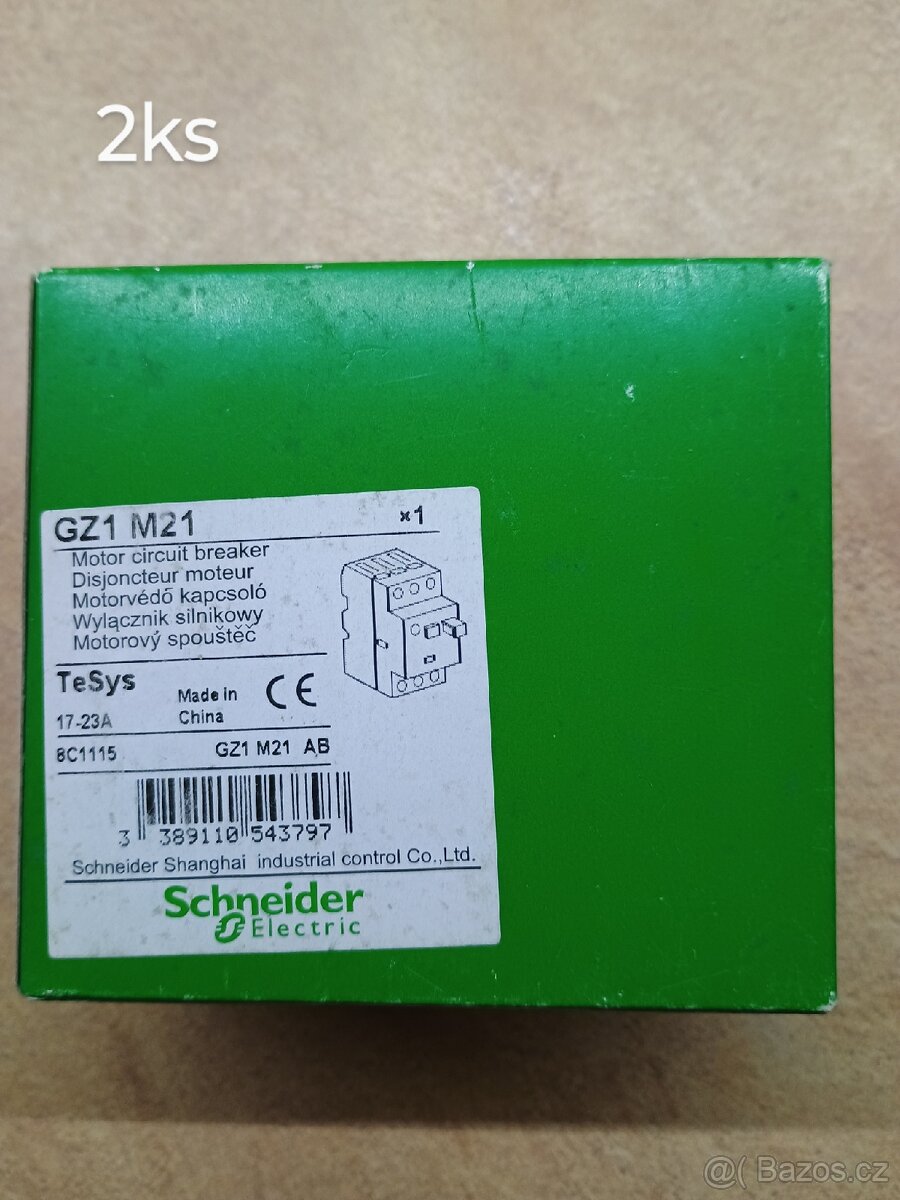 2ks
GZ1 M21 ×1
Motor circuit breaker
Disjoncteur moteur
Motorvédő kapcsoló
Wyłącznik silnikowy
Motorový spouštěč
TeSys
Made in
China
CE
17-23A
8C1115 GZ1 M21 AB
3 389110 543797
Schneider Shanghai industrial control Co.,Ltd.
Schneider
Electric
@( Bazos.cz